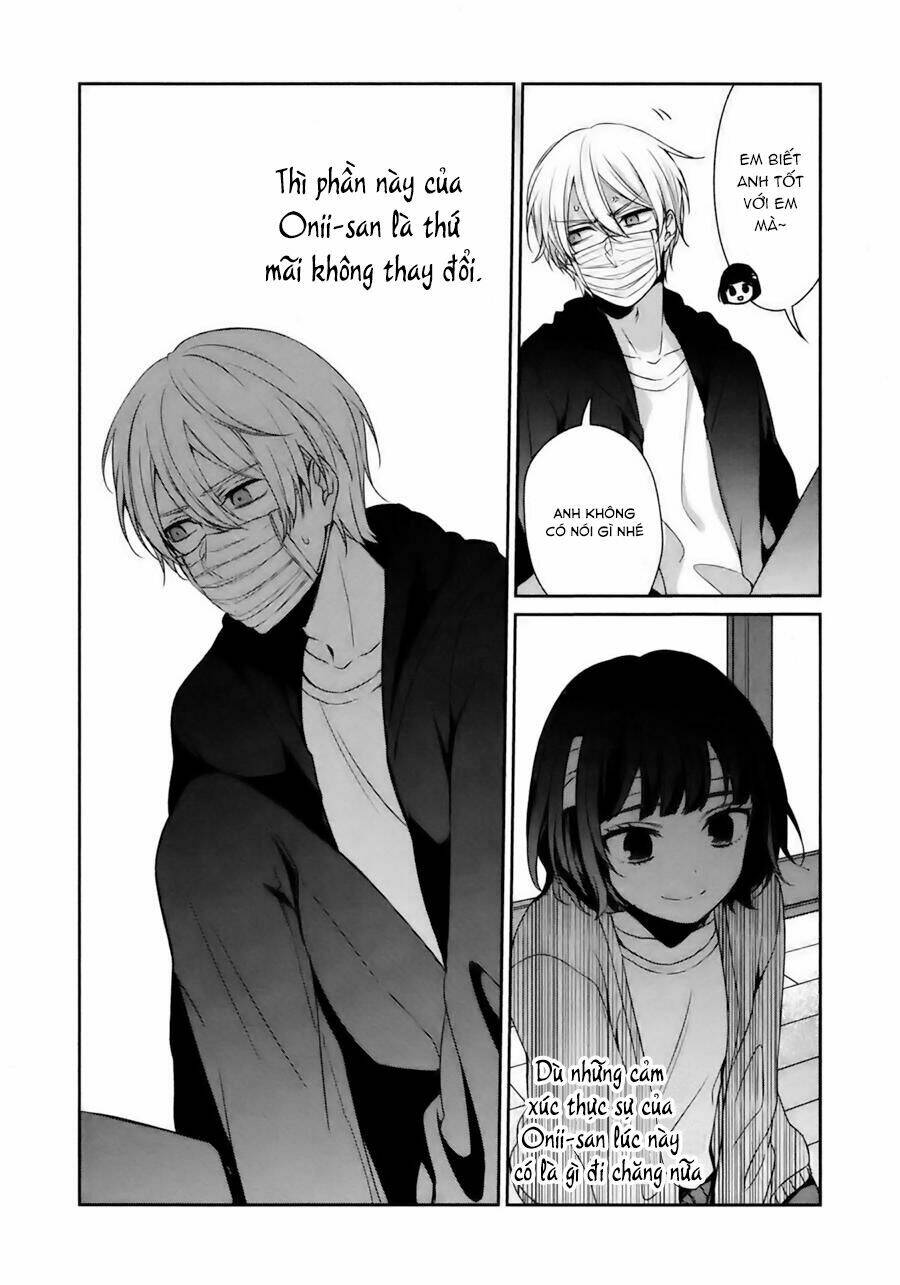 EM BIẾT
ANH TỐT
VỚI EM
MÀ~
ANH KHÔNG
CÓ NÓI GÌ NHÉ
Dù những cảm
xúc thực sự của
Onii-san lúc này
có là gì đi chăng nữa
Thì phần này của
Onii-san là thứ
mãi không thay đổi.